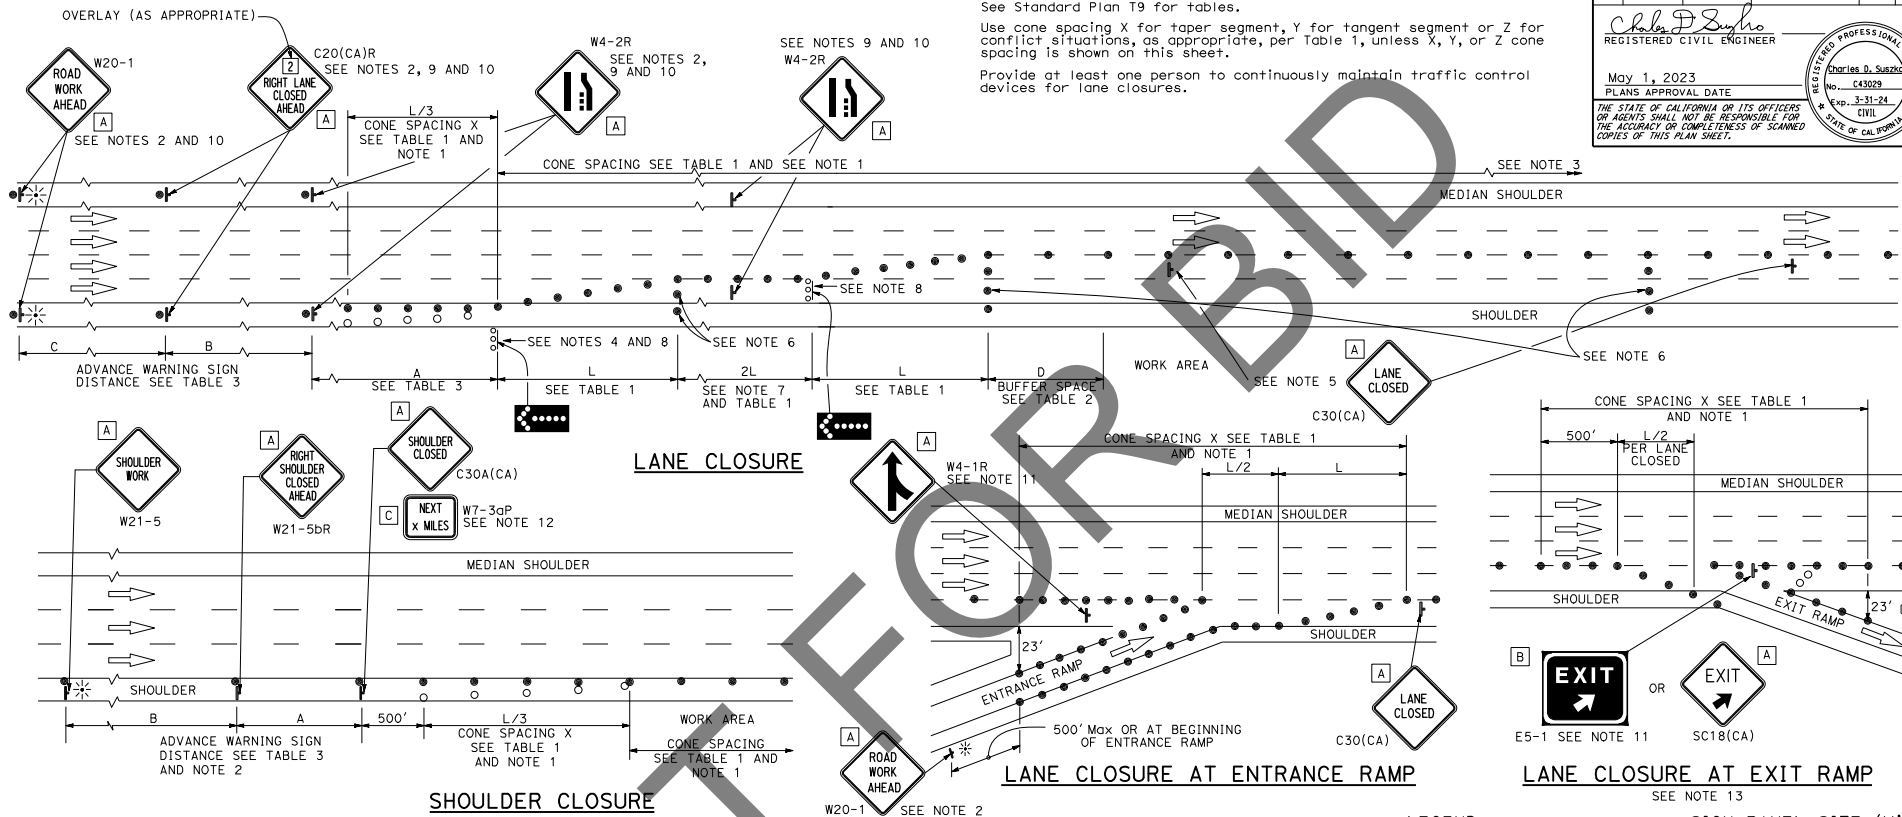 OVERLAY (AS APPROPRIATE)
ROAD
WORK
AHEAD
W20-1
A
SEE NOTES 2 AND 10
2
RIGHT LANE
CLOSED
AHEAD
C20(CA)R
SEE NOTES 2, 9 AND 10
A
L/3
CONE SPACING X
SEE TABLE 1 AND
NOTE 1
W4-2R
SEE NOTES 2,
9 AND 10
A
SEE NOTES 9 AND 10
W4-2R
A
See Standard Plan T9 for tables.
Use cone spacing X for taper segment, Y for tangent segment or Z for
conflict situations, as appropriate, per Table 1, unless X, Y, or Z cone
spacing is shown on this sheet.
Provide at least one person to continuously maintain traffic control
devices for lane closures.
REGISTERED CIVIL ENGINEER
May 1, 2023
PLANS APPROVAL DATE
THE STATE OF CALIFORNIA OR ITS OFFICERS
OR AGENTS SHALL NOT BE RESPONSIBLE FOR
THE ACCURACY OR COMPLETENESS OF SCANNED
COPIES OF THIS PLAN SHEET.
REGISTERED PROFESSIONAL
Charles D. Suszko
No. C43029
Exp. 3-31-24
CIVIL
STATE OF CALIFORNIA
CONE SPACING SEE TABLE 1 AND SEE NOTE 1
SEE NOTE 3
MEDIAN SHOULDER
SEE NOTE 8
SHOULDER
C
B
ADVANCE WARNING SIGN
DISTANCE SEE TABLE 3
A
SEE TABLE 3
SEE NOTES 4 AND 8
L
SEE TABLE 1
SEE NOTE 6
2L
SEE NOTE 7
AND TABLE 1
L
SEE TABLE 1
D
BUFFER SPACE
SEE TABLE 2
WORK AREA
SEE NOTE 5
A
LANE
CLOSED
C30(CA)
SEE NOTE 6
LANE CLOSURE
A
SHOULDER
WORK
W21-5
A
RIGHT
SHOULDER
CLOSED
AHEAD
W21-5bR
A
SHOULDER
CLOSED
C30A(CA)
C
NEXT
x MILES
W7-3aP
SEE NOTE 12
MEDIAN SHOULDER
SHOULDER
B
A
500'
L/3
WORK AREA
ADVANCE WARNING SIGN
DISTANCE SEE TABLE 3
AND NOTE 2
CONE SPACING X
SEE TABLE 1
AND NOTE 1
CONE SPACING
SEE TABLE 1 AND
NOTE 1
SHOULDER CLOSURE
A
W4-1R
SEE NOTE 11
CONE SPACING X SEE TABLE 1
AND NOTE 1
L/2
L
MEDIAN SHOULDER
23'
ENTRANCE RAMP
SHOULDER
500' Max OR AT BEGINNING
OF ENTRANCE RAMP
A
ROAD
WORK
AHEAD
W20-1
SEE NOTE 2
A
LANE
CLOSED
C30(CA)
LANE CLOSURE AT ENTRANCE RAMP
CONE SPACING X SEE TABLE 1
AND NOTE 1
500'
L/2
PER LANE
CLOSED
MEDIAN SHOULDER
SHOULDER
EXIT RAMP
23'
B
EXIT
E5-1 SEE NOTE 11
OR
A
EXIT
SC18(CA)
LANE CLOSURE AT EXIT RAMP
SEE NOTE 13
T FOR BID